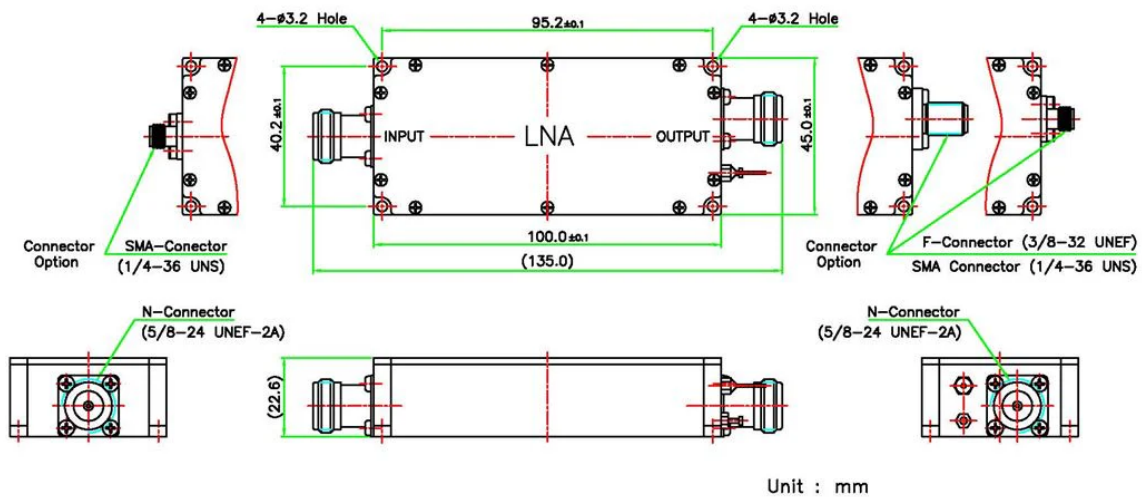 4-ø3.2 Hole
95.2±0.1
4-ø3.2 Hole
40.2±0.1
INPUT
LNA
OUTPUT
45.0±0.1
100.0±0.1
(135.0)
Connector
Option
SMA-Conector
(1/4-36 UNS)
Connector
Option
F-Connector (3/8-32 UNEF)
SMA Connector (1/4-36 UNS)
N-Connector
(5/8-24 UNEF-2A)
(22.6)
N-Connector
(5/8-24 UNEF-2A)
Unit : mm